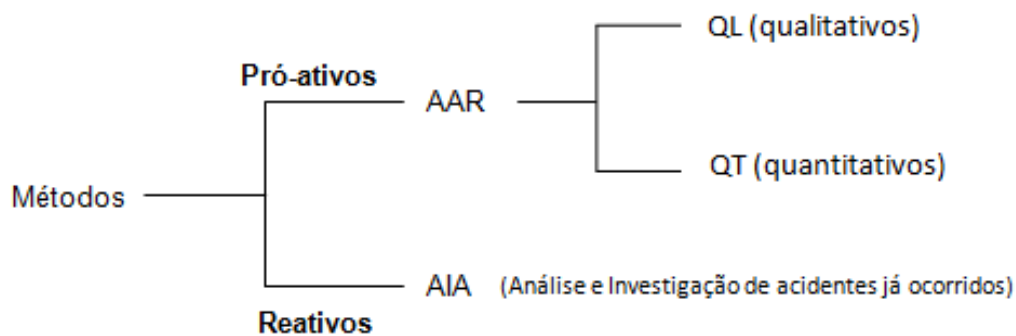 QL (qualitativos)
Pró-ativos
AAR
QT (quantitativos)
Métodos
AIA (Análise e Investigação de acidentes já ocorridos)
Reativos